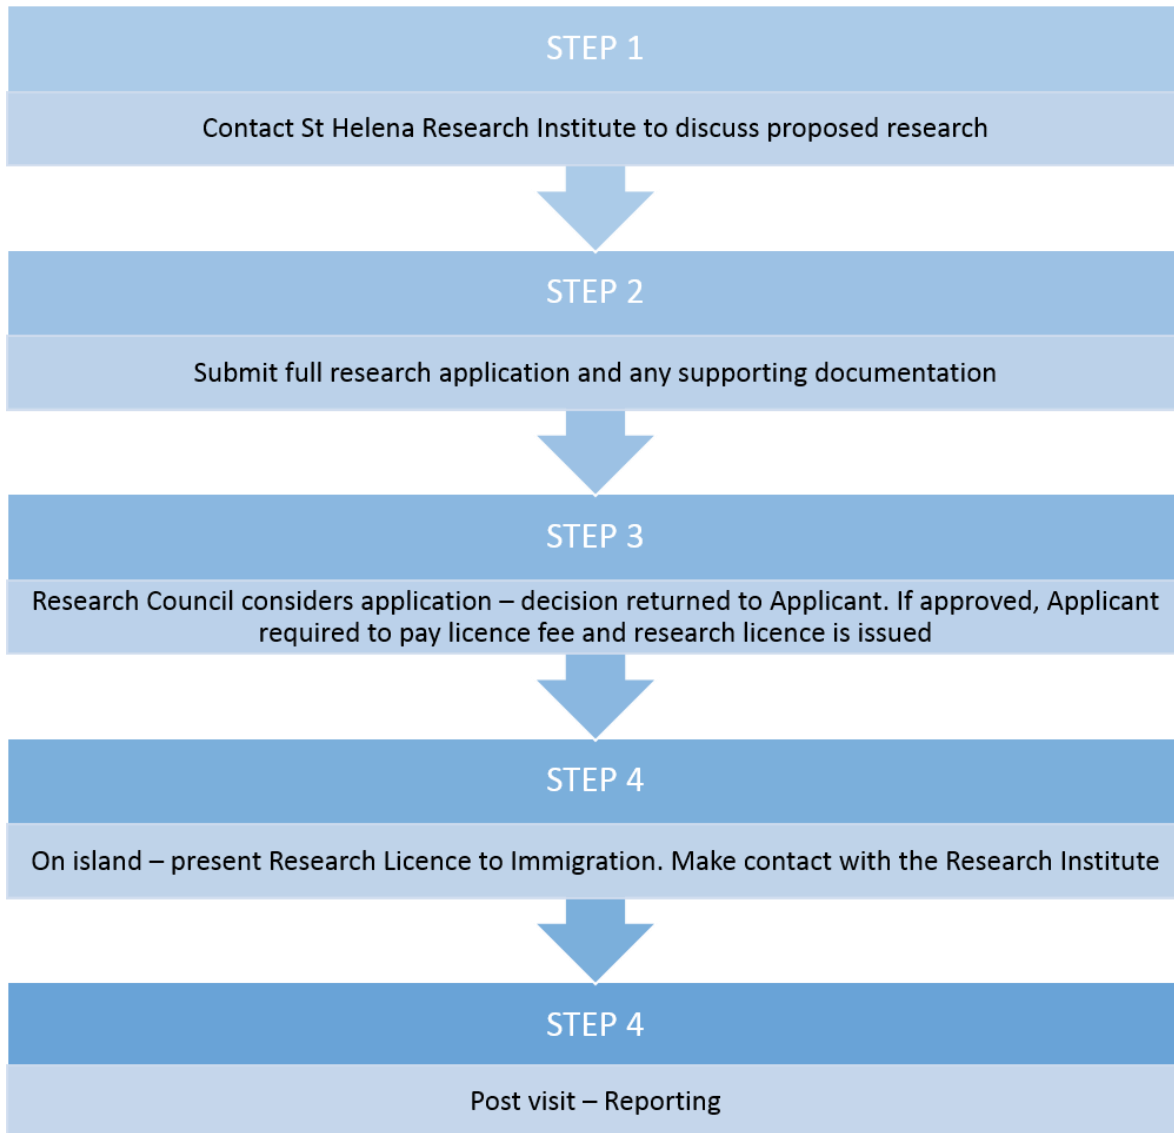 STEP 1
Contact St Helena Research Institute to discuss proposed research
STEP 2
Submit full research application and any supporting documentation
STEP 3
Research Council considers application – decision returned to Applicant. If approved, Applicant
required to pay licence fee and research licence is issued
STEP 4
On island – present Research Licence to Immigration. Make contact with the Research Institute
STEP 4
Post visit – Reporting